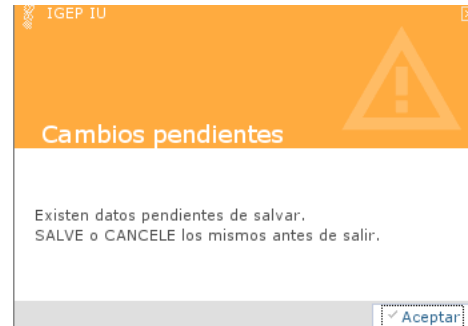 IGEP IU
Cambios pendientes
Existen datos pendientes de salvar.
SALVE o CANCELE los mismos antes de salir.
Aceptar